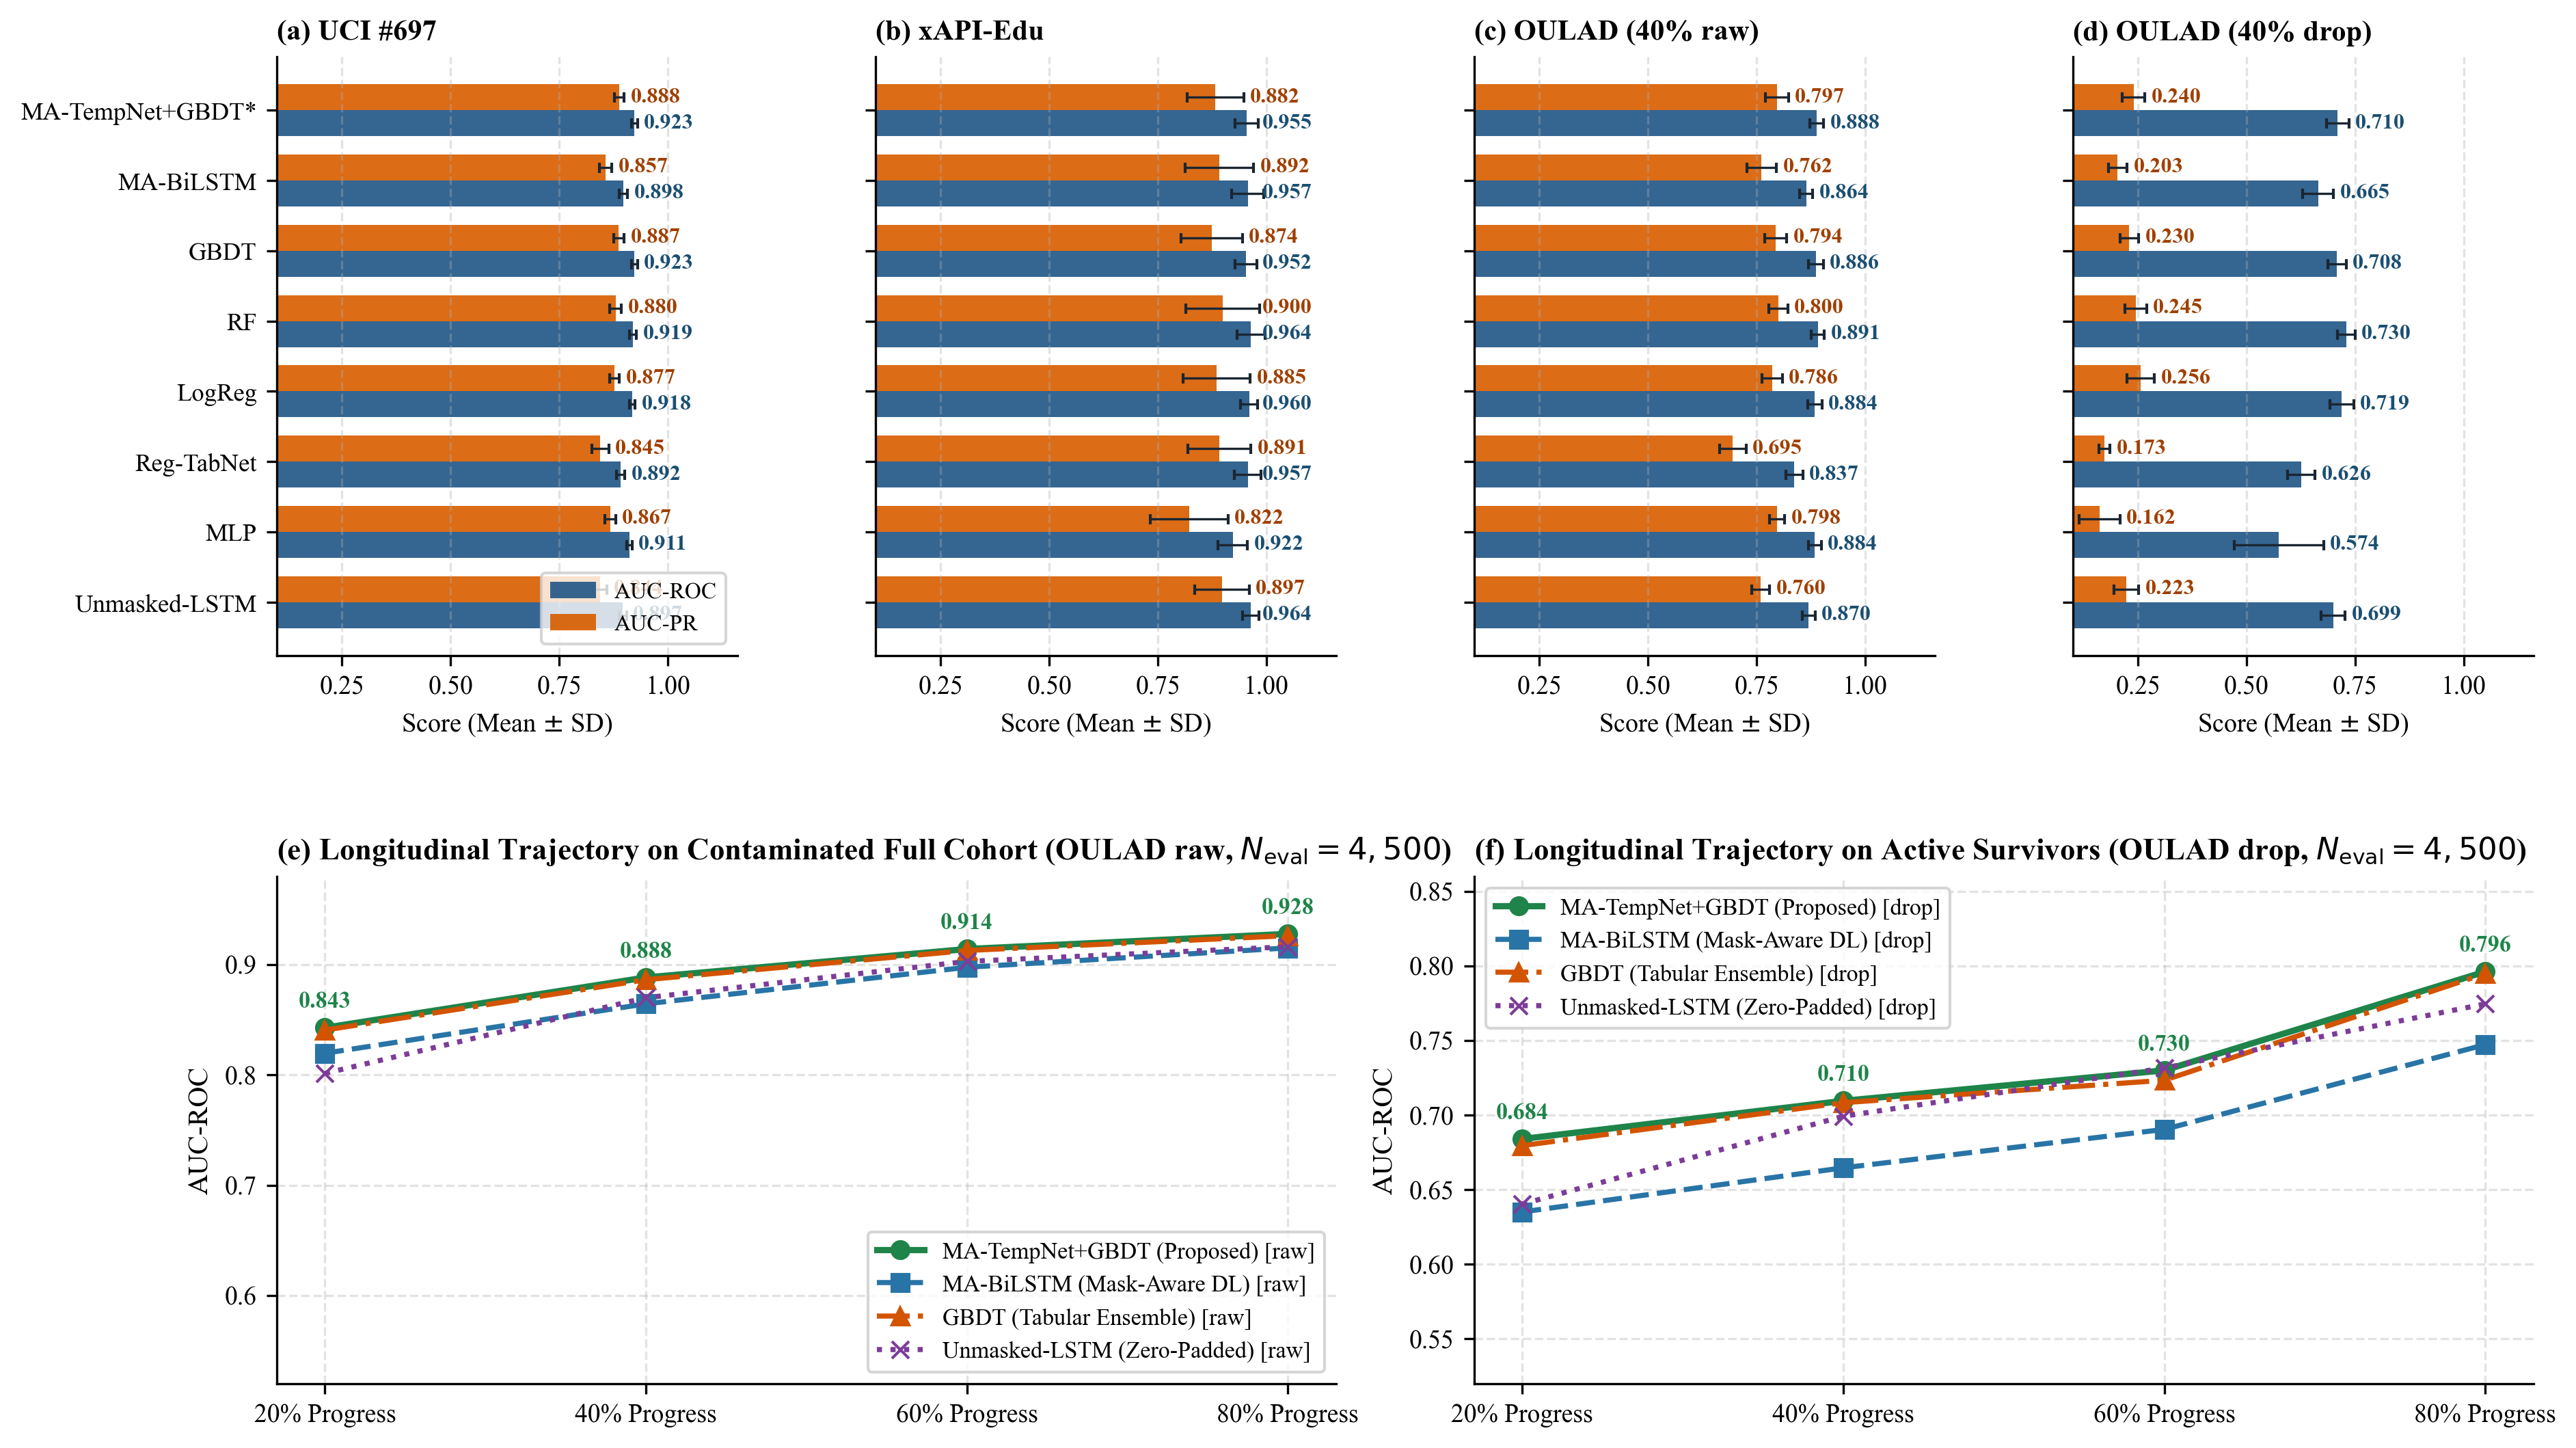 (a) UCI #697
MA-TempNet+GBDT*
0.888
0.923
MA-BiLSTM
0.857
0.898
GBDT
0.887
0.923
RF
0.880
0.919
LogReg
0.877
0.918
Reg-TabNet
0.845
0.892
MLP
0.867
0.911
Unmasked-LSTM
0.897
AUC-ROC
AUC-PR
0.25 0.50 0.75 1.00
Score (Mean ± SD)
(b) xAPI-Edu
0.882
0.955
0.892
0.957
0.874
0.952
0.900
0.964
0.885
0.960
0.891
0.957
0.822
0.922
0.897
0.964
0.25 0.50 0.75 1.00
Score (Mean ± SD)
(c) OULAD (40% raw)
0.797
0.888
0.762
0.864
0.794
0.886
0.800
0.891
0.786
0.884
0.695
0.837
0.798
0.884
0.760
0.870
0.25 0.50 0.75 1.00
Score (Mean ± SD)
(d) OULAD (40% drop)
0.240
0.710
0.203
0.665
0.230
0.708
0.245
0.730
0.256
0.719
0.173
0.626
0.162
0.574
0.223
0.699
0.25 0.50 0.75 1.00
Score (Mean ± SD)
(e) Longitudinal Trajectory on Contaminated Full Cohort (OULAD raw, N_eval = 4, 500)
AUC-ROC
0.9
0.8
0.7
0.6
0.843
0.888
0.914
0.928
MA-TempNet+GBDT (Proposed) [raw]
MA-BiLSTM (Mask-Aware DL) [raw]
GBDT (Tabular Ensemble) [raw]
Unmasked-LSTM (Zero-Padded) [raw]
20% Progress 40% Progress 60% Progress 80% Progress
(f) Longitudinal Trajectory on Active Survivors (OULAD drop, N_eval = 4, 500)
AUC-ROC
0.85
0.80
0.75
0.70
0.65
0.60
0.55
MA-TempNet+GBDT (Proposed) [drop]
MA-BiLSTM (Mask-Aware DL) [drop]
GBDT (Tabular Ensemble) [drop]
Unmasked-LSTM (Zero-Padded) [drop]
0.684
0.710
0.730
0.796
20% Progress 40% Progress 60% Progress 80% Progress